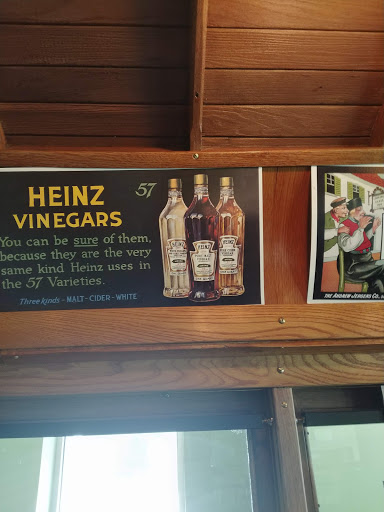 HEINZ
VINEGARS
57
You can be sure of them,
because they are the very
same kind Heinz uses in
the 57 Varieties.
Three kinds - MALT - CIDER - WHITE
HEINZ
THE ANDREW JERGENS CO.